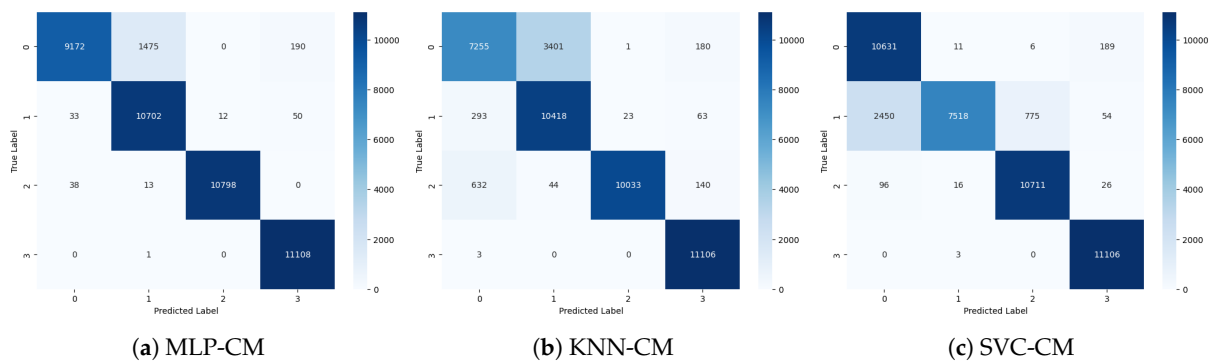 True Label
0
1
2
3
9172 1475 0 190
33 10702 12 50
38 13 10798 0
0 1 0 11108
0 1 2 3
Predicted Label
10000
8000
6000
4000
2000
0
(a) MLP-CM
True Label
0
1
2
3
7255 3401 1 180
293 10418 23 63
632 44 10033 140
3 0 0 11106
0 1 2 3
Predicted Label
10000
8000
6000
4000
2000
0
(b) KNN-CM
True Label
0
1
2
3
10631 11 6 189
2450 7518 775 54
96 16 10711 26
0 3 0 11106
0 1 2 3
Predicted Label
10000
8000
6000
4000
2000
0
(c) SVC-CM